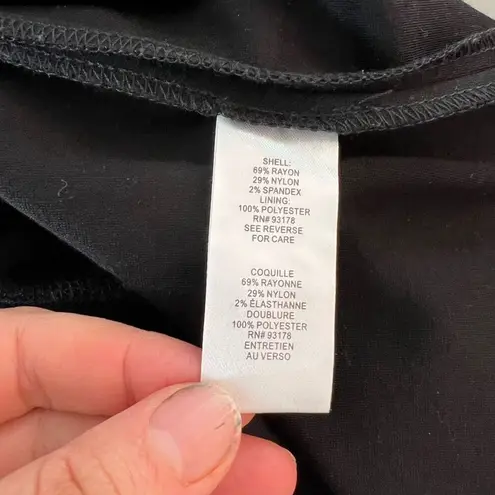 SHELL:
69% RAYON
29% NYLON
2% SPANDEX
LINING:
100% POLYESTER
RN# 93178
SEE REVERSE
FOR CARE
COQUILLE
69% RAYONNE
29% NYLON
2% ÉLASTHANNE
DOUBLURE
100% POLYESTER
RN# 93178
ENTRETIEN
AU VERSO